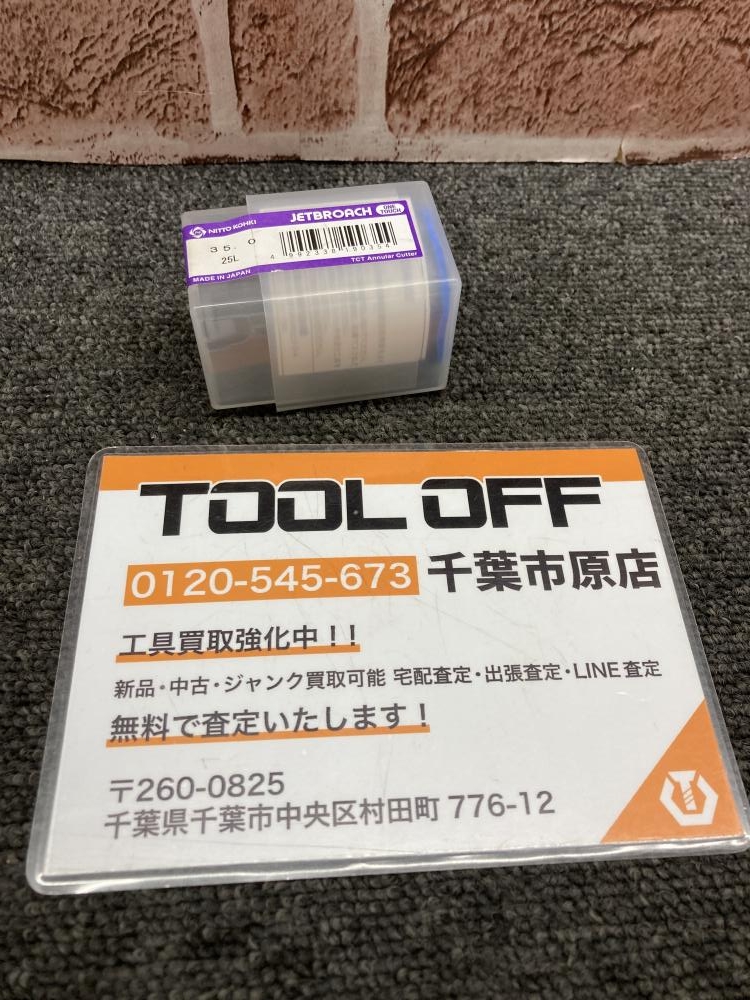 NITTO KOHKI JETBROACH ONE TOUCH
35.0
25L
4 992338 180354
MADE IN JAPAN TCT Annular Cutter
TOOL OFF
0120-545-673 千葉市原店
工具買取強化中！！
新品・中古・ジャンク買取可能 宅配査定・出張査定・LINE査定
無料で査定いたします！
〒260-0825
千葉県千葉市中央区村田町 776-12